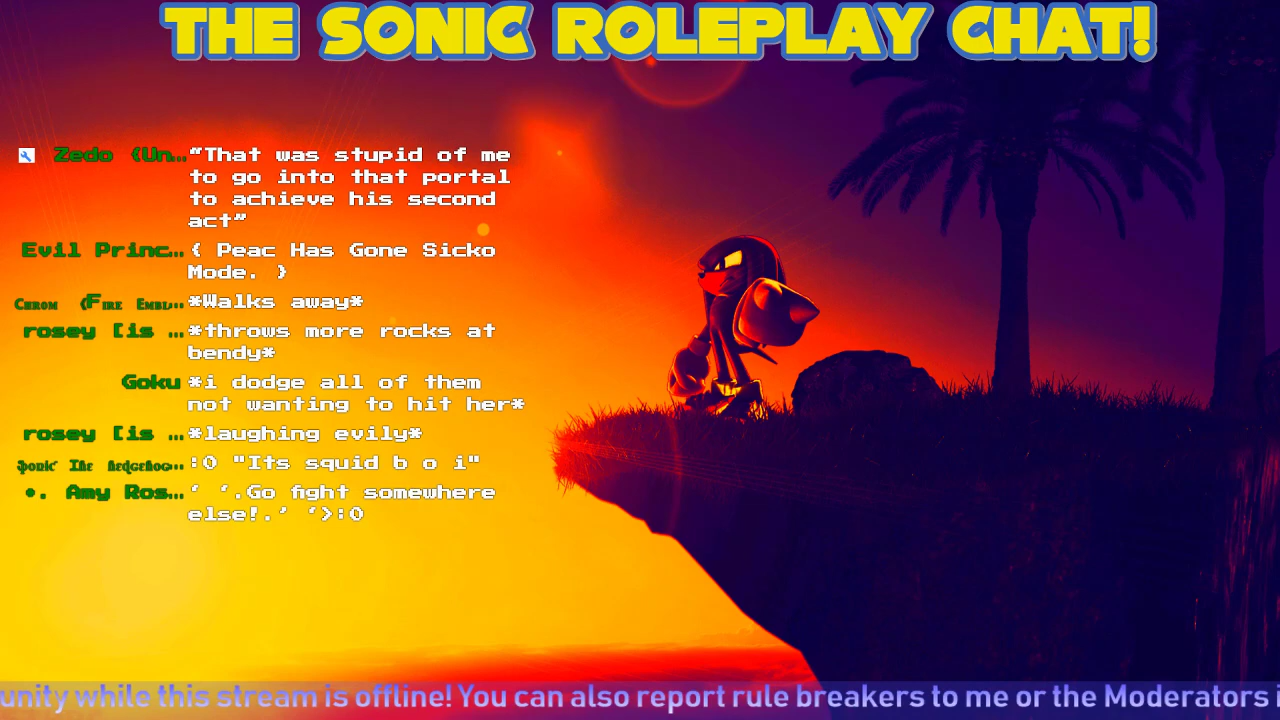 THE SONIC ROLEPLAY CHAT!
Zedo {Un... "That was stupid of me
to go into that portal
to achieve his second
act"
Evil Princ... { Peac Has Gone Sicko
Mode. }
Chrom {Fire Embl... *Walks away*
rosey [is ... *throws more rocks at
bendy*
Goku *i dodge all of them
not wanting to hit her*
rosey [is ... *laughing evily*
:O "Its squid b o i"
•. Amy Ros... ‘ ‘.Go fight somewhere
else!.’ ‘>:O
unity while this stream is offline! You can also report rule breakers to me or the Moderators i